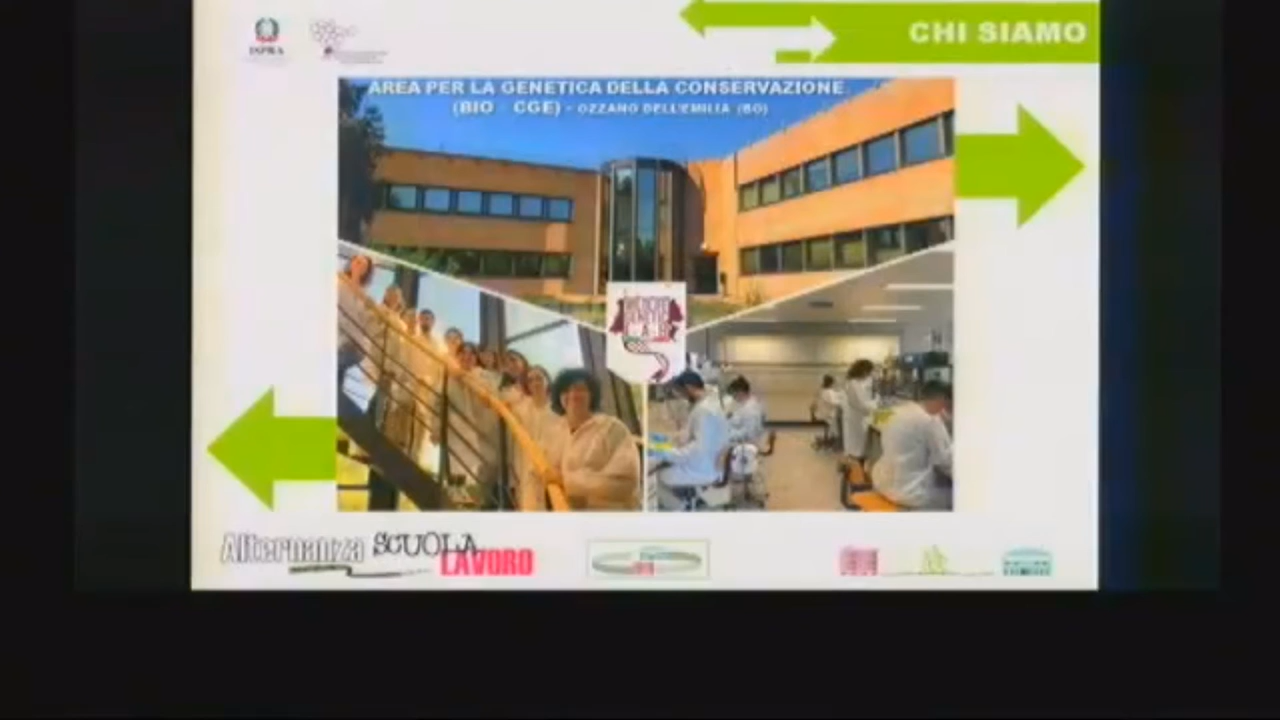 CHI SIAMO
ISPRA
AREA PER LA GENETICA DELLA CONSERVAZIONE
(BIO - CGE) - OZZANO DELL'EMILIA (BO)
Alternanza SCUOLA
LAVORO